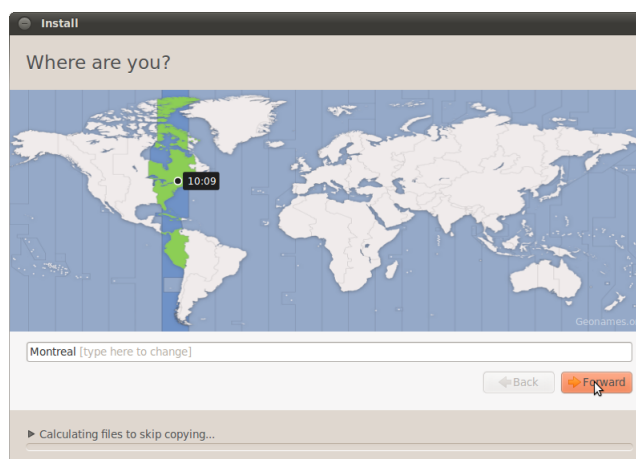 Install
Where are you?
10:09
Geonames.o
Montreal [type here to change]
Back
Forward
Calculating files to skip copying...